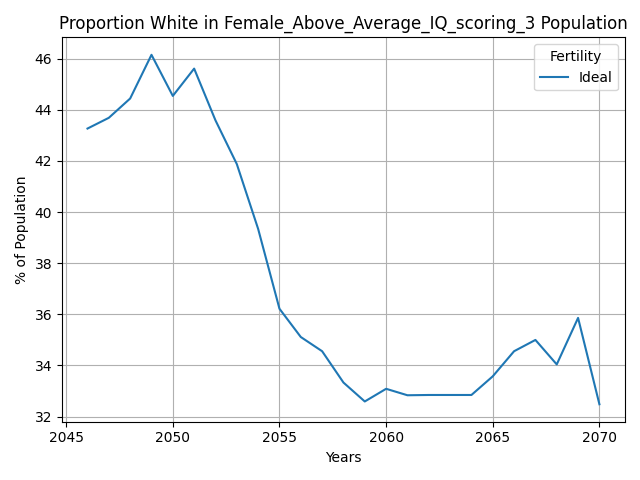 Proportion White in Female_Above_Average_IQ_scoring_3 Population
Fertility
Ideal
% of Population
46
44
42
40
38
36
34
32
2045 2050 2055 2060 2065 2070
Years